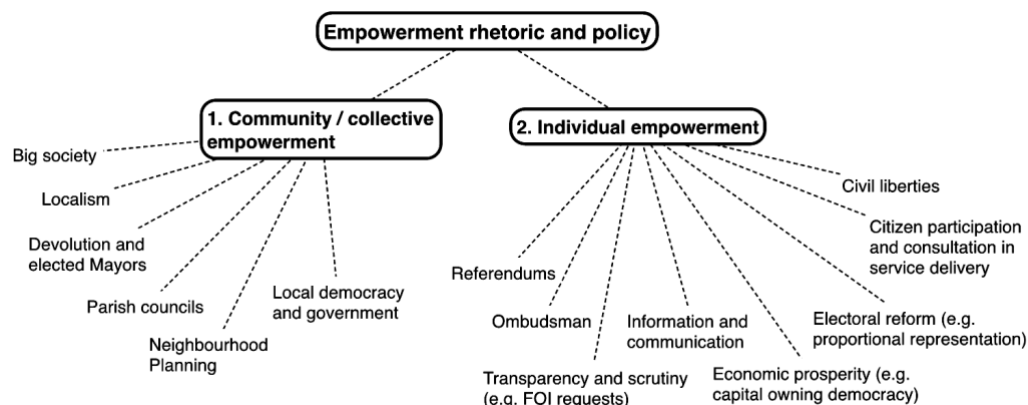 Empowerment rhetoric and policy
1. Community / collective
empowerment
2. Individual empowerment
Big society
Localism
Devolution and
elected Mayors
Parish councils
Neighbourhood
Planning
Local democracy
and government
Referendums
Ombudsman
Transparency and scrutiny
(e.g. FOI requests)
Information and
communication
Economic prosperity (e.g.
capital owning democracy)
Electoral reform (e.g.
proportional representation)
Citizen participation
and consultation in
service delivery
Civil liberties